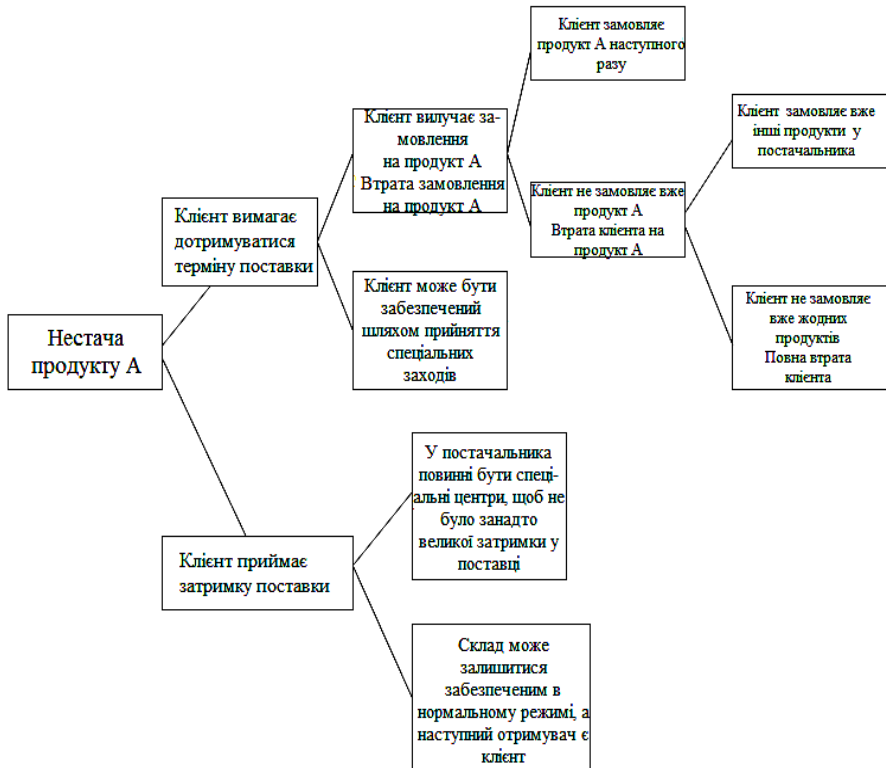 Нестача
продукту А
Клієнт вимагає
дотримуватися
терміну поставки
Клієнт приймає
затримку поставки
Клієнт вилучає за-
мовлення
на продукт А
Втрата замовлення
на продукт А
Клієнт може бути
забезпечений
шляхом прийняття
спеціальних
заходів
У постачальника
повинні бути спеці-
альні центри, щоб не
було занадто
великої затримки у
поставці
Склад може
залишитися
забезпеченим в
нормальному режимі, а
наступний отримувач є
клієнт
Клієнт замовляє
продукт А наступного
разу
Клієнт не замовляє вже
продукт А
Втрата клієнта на
продукт А
Клієнт замовляє вже
інші продукти у
постачальника
Клієнт не замовляє
вже жодних
продуктів
Повна втрата
клієнта